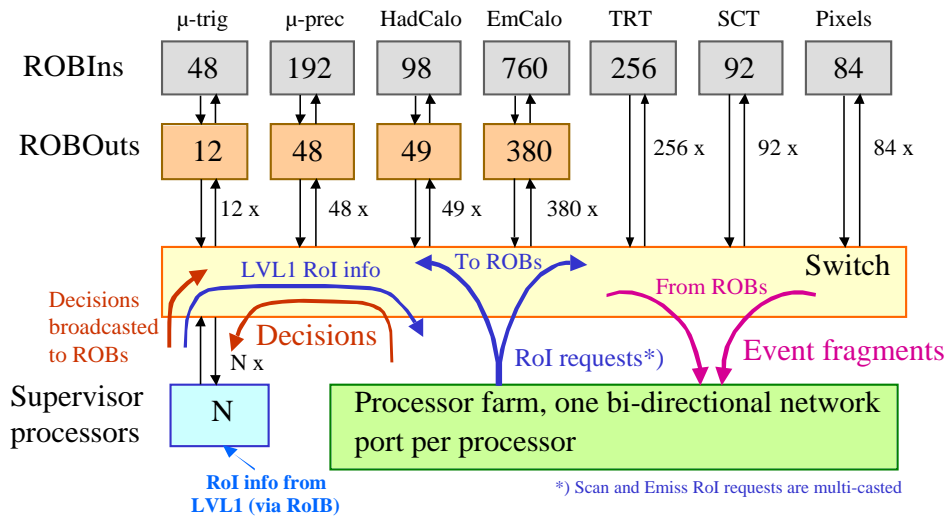 μ-trig μ-prec HadCalo EmCalo TRT SCT Pixels
ROBIns 48 192 98 760 256 92 84
ROBOuts 12 48 49 380
256 x 92 x 84 x
12 x 48 x 49 x 380 x
LVL1 RoI info To ROBs Switch
From ROBs
Decisions
broadcasted
to ROBs
Decisions
N x
RoI requests*)
Event fragments
Supervisor
processors
N
Processor farm, one bi-directional network
port per processor
RoI info from
LVL1 (via RoIB)
*) Scan and Emiss RoI requests are multi-casted